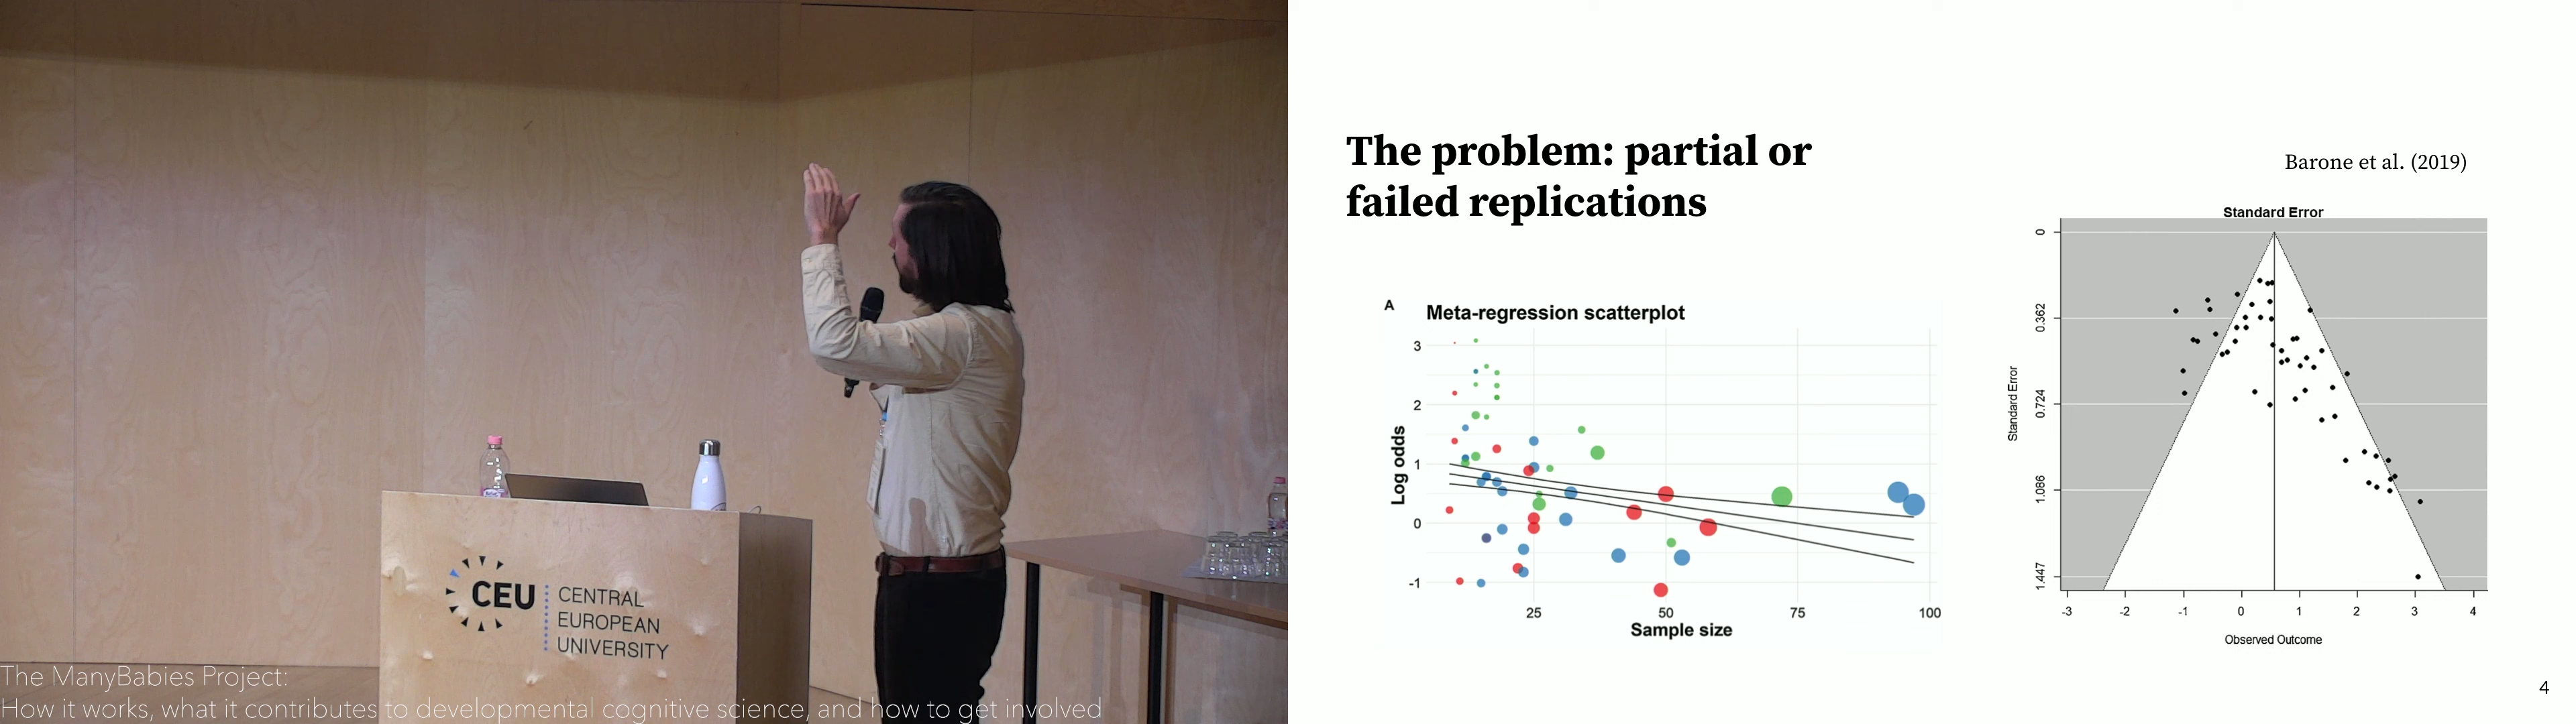 CEU
CENTRAL
EUROPEAN
UNIVERSITY
The ManyBabies Project:
How it works, what it contributes to developmental cognitive science, and how to get involved
The problem: partial or
failed replications
Barone et al. (2019)
A
Meta-regression scatterplot
Log odds
3
2
1
0
-1
25
50
75
100
Sample size
Standard Error
Standard Error
0
0.362
0.724
1.086
1.447
-3
-2
-1
0
1
2
3
4
Observed Outcome
4